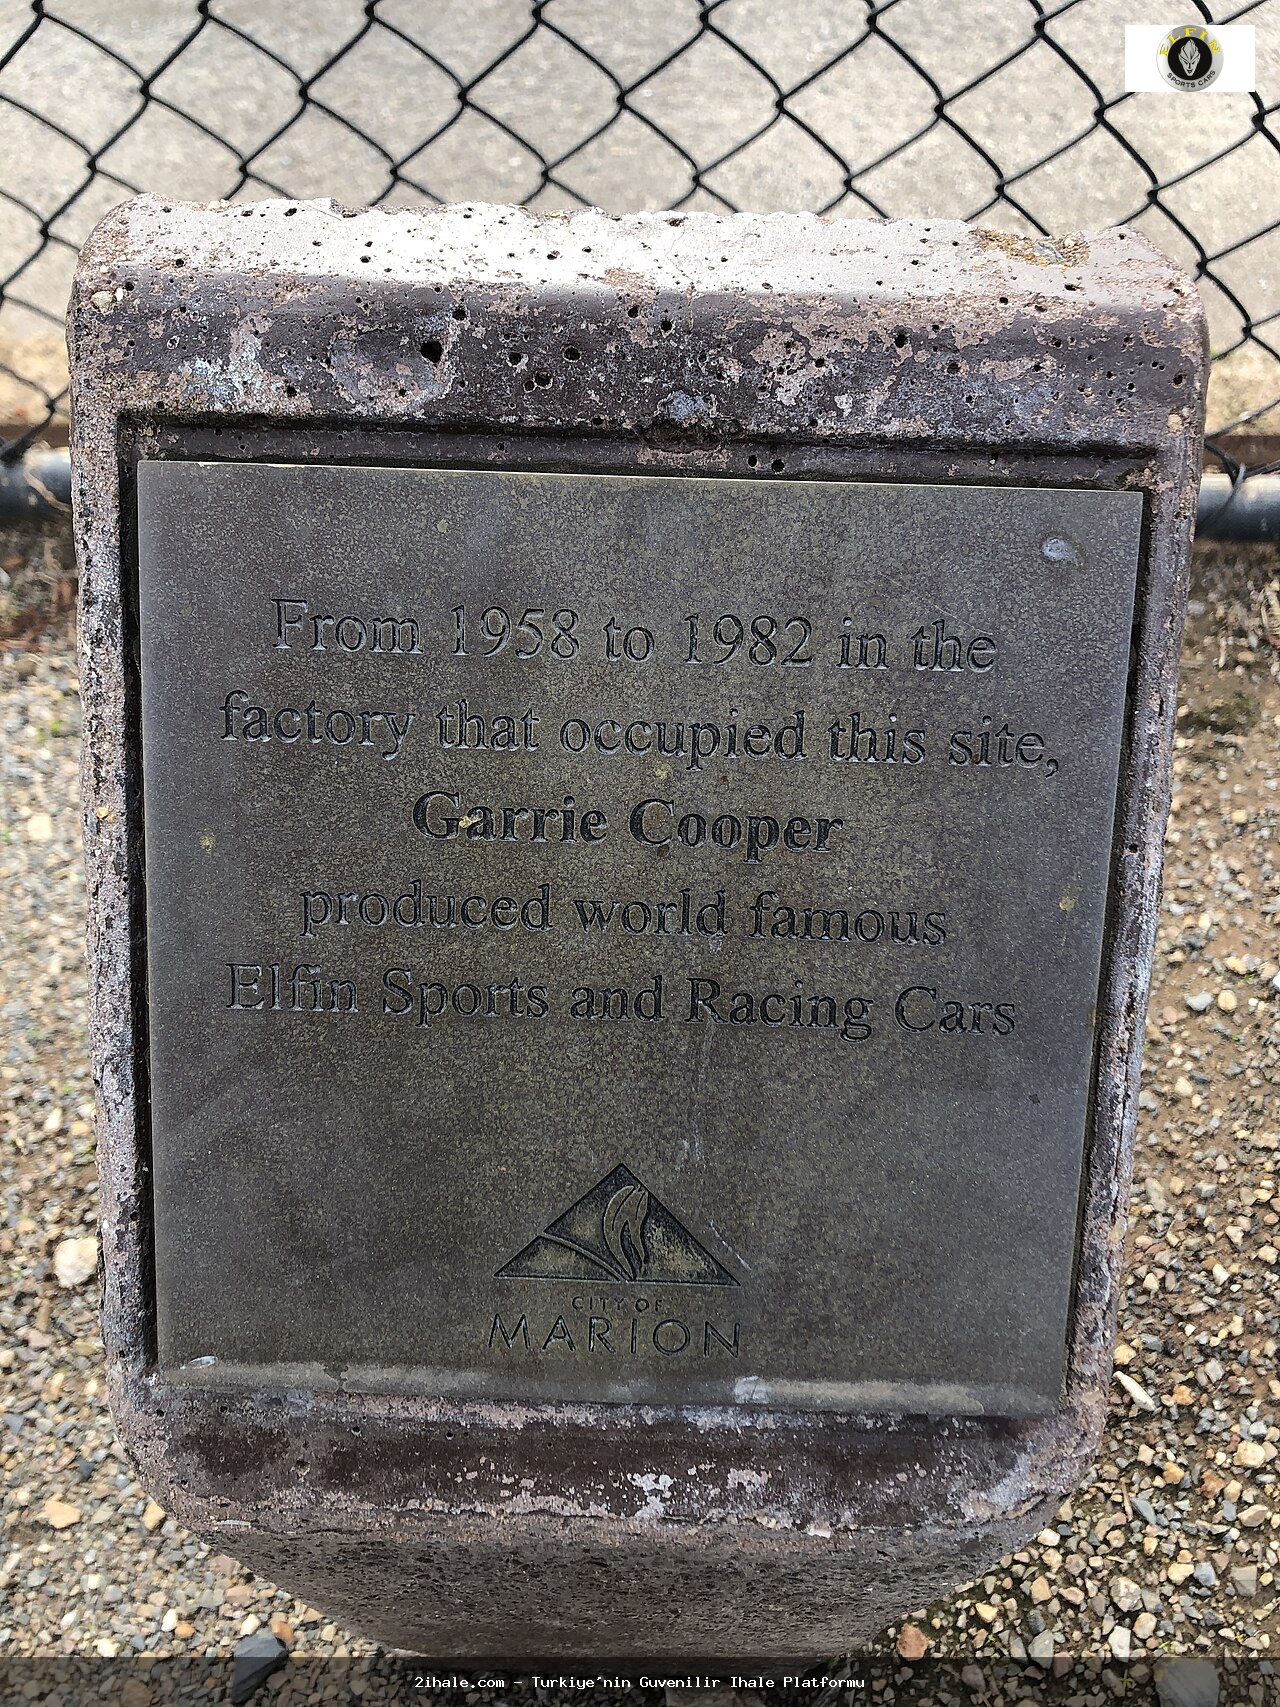 ELFIN
SPORTS CARS
From 1958 to 1982 in the
factory that occupied this site,
Garrie Cooper
produced world famous
Elfin Sports and Racing Cars
CITY OF
MARION
2ihale.com – Turkiye'nin Guvenilir Ihale Platformu